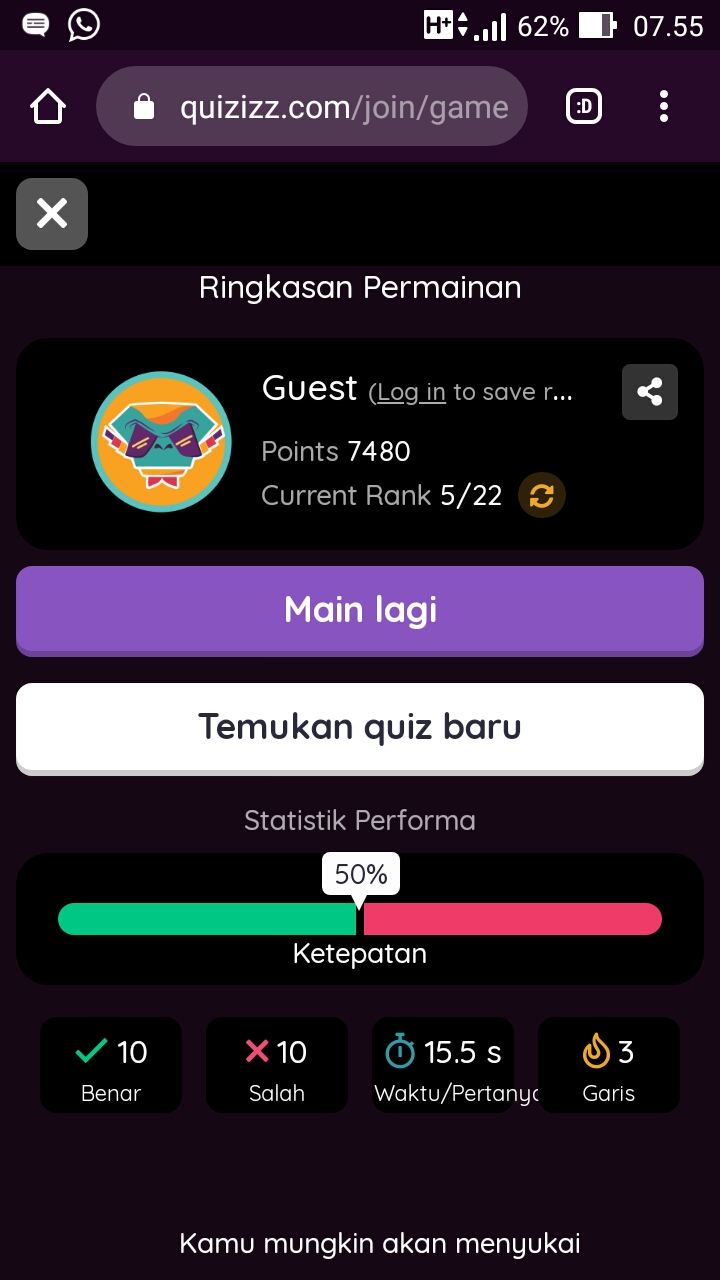 H+ 62% 07.55
quizizz.com/join/game :D
Ringkasan Permainan
Guest (Log in to save r...
Points 7480
Current Rank 5/22
Main lagi
Temukan quiz baru
Statistik Performa
50%
Ketepatan
10 10 15.5 s 3
Benar Salah Waktu/Pertanya Garis
Kamu mungkin akan menyukai